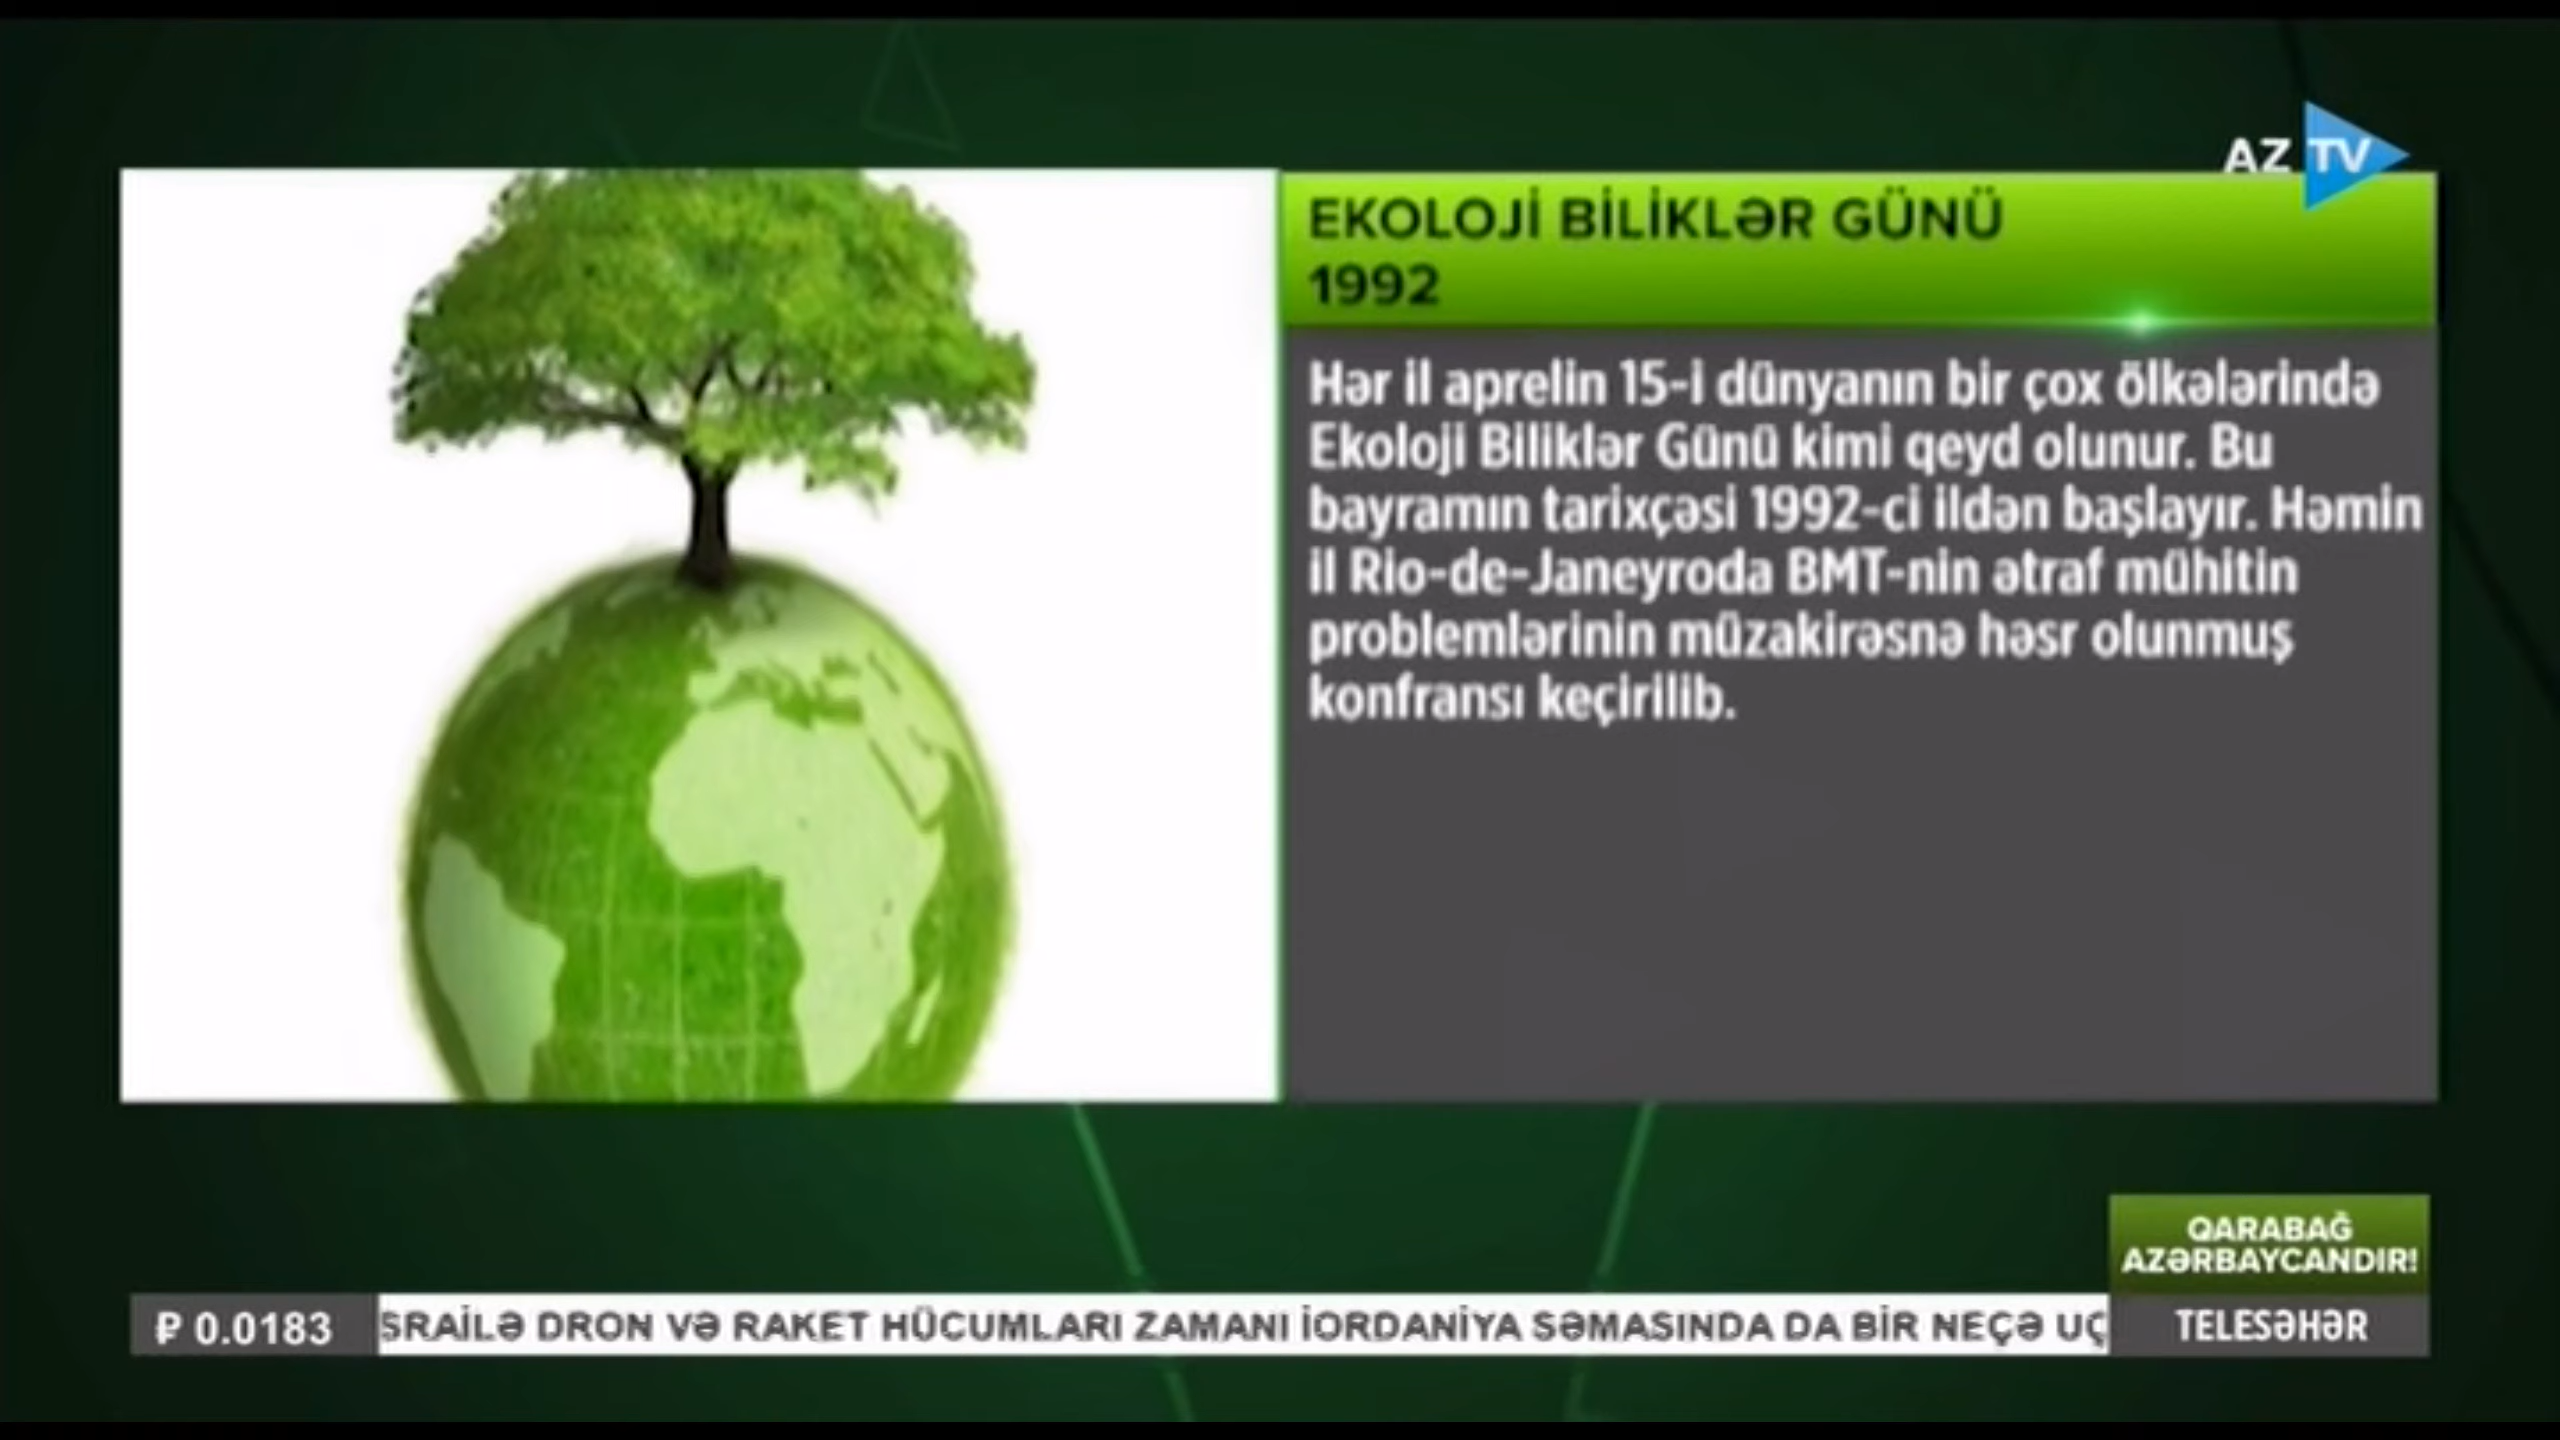 AZ TV
EKOLOJİ BİLİKLƏR GÜNÜ
1992
Hər il aprelin 15-i dünyanın bir çox ölkələrində
Ekoloji Biliklər Günü kimi qeyd olunur. Bu
bayramın tarixçəsi 1992-ci ildən başlayır. Həmin
il Rio-de-Janeyroda BMT-nin ətraf mühitin
problemlərinin müzakirəsnə həsr olunmuş
konfransı keçirilib.
QARABAĞ
AZƏRBAYCANDIR!
₽ 0.0183 SRAİLƏ DRON VƏ RAKET HÜCUMLARI ZAMANI İORDANİYA SƏMASINDA DA BİR NEÇƏ UÇ TELESƏHƏR